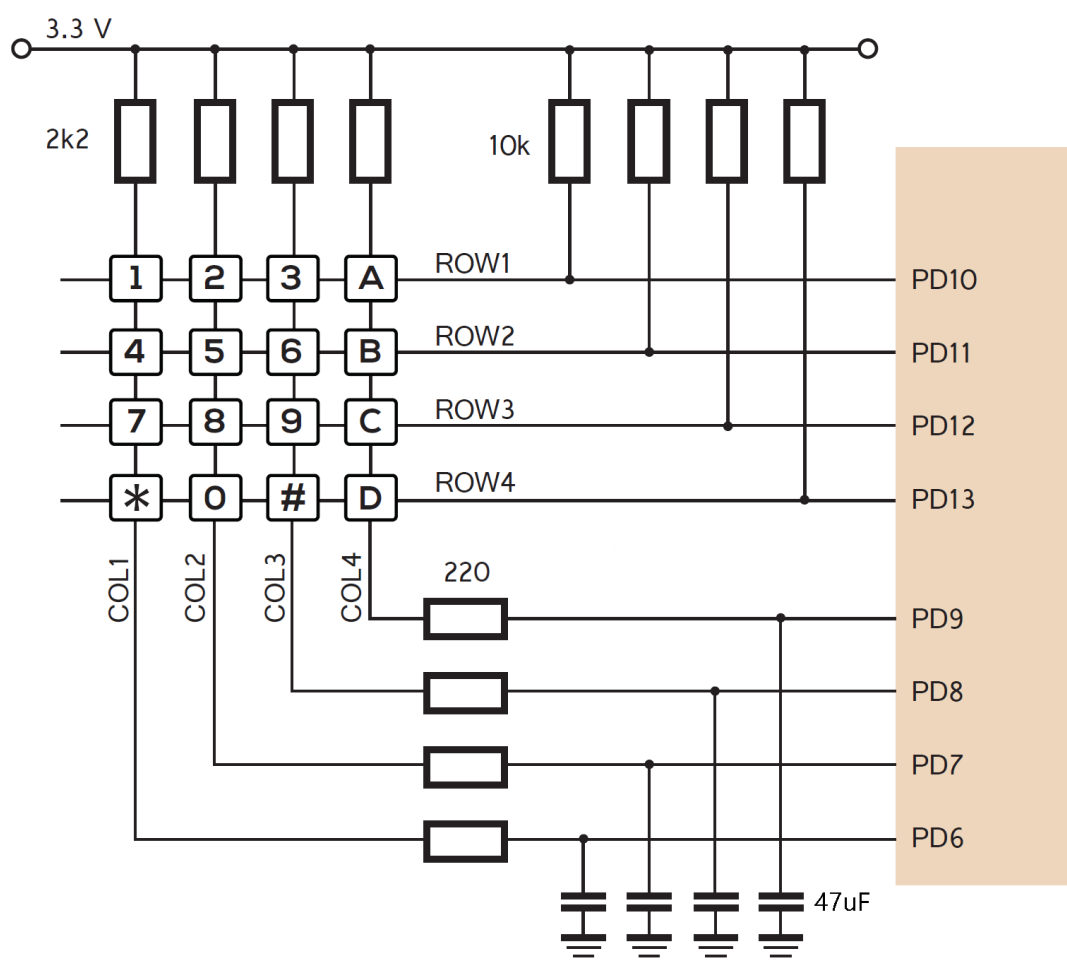 3.3 V
2k2
10k
1 2 3 A ROW1 PD10
4 5 6 B ROW2 PD11
7 8 9 C ROW3 PD12
* 0 # D ROW4 PD13
COL1 COL2 COL3 COL4
220
PD9
PD8
PD7
PD6
47uF